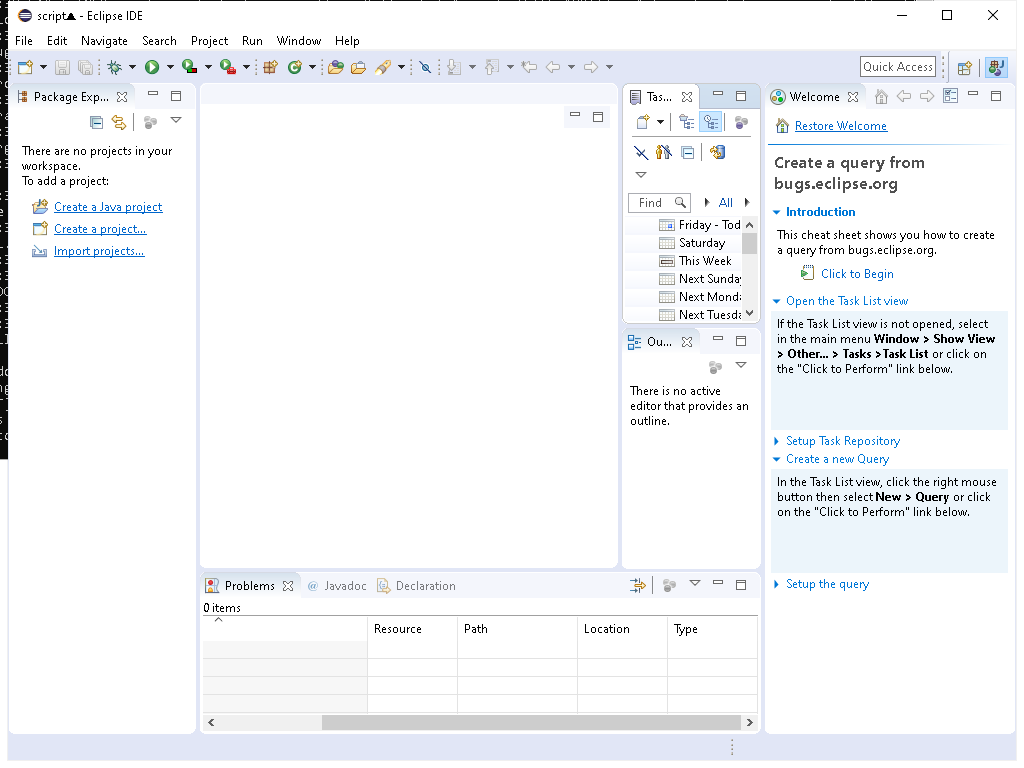 script▲ - Eclipse IDE
File Edit Navigate Search Project Run Window Help
Quick Access
Package Exp...
There are no projects in your
workspace.
To add a project:
Create a Java project
Create a project...
Import projects...
Tas...
Find
All
Friday - Tod
Saturday
This Week
Next Sunday
Next Monda
Next Tuesda
Ou...
There is no active
editor that provides an
outline.
Welcome
Restore Welcome
Create a query from
bugs.eclipse.org
Introduction
This cheat sheet shows you how to create
a query from bugs.eclipse.org.
Click to Begin
Open the Task List view
If the Task List view is not opened, select
in the main menu Window > Show View
> Other... > Tasks >Task List or click on
the "Click to Perform" link below.
Setup Task Repository
Create a new Query
In the Task List view, click the right mouse
button then select New > Query or click
on the "Click to Perform" link below.
Setup the query
Problems @ Javadoc Declaration
0 items
Resource Path Location Type